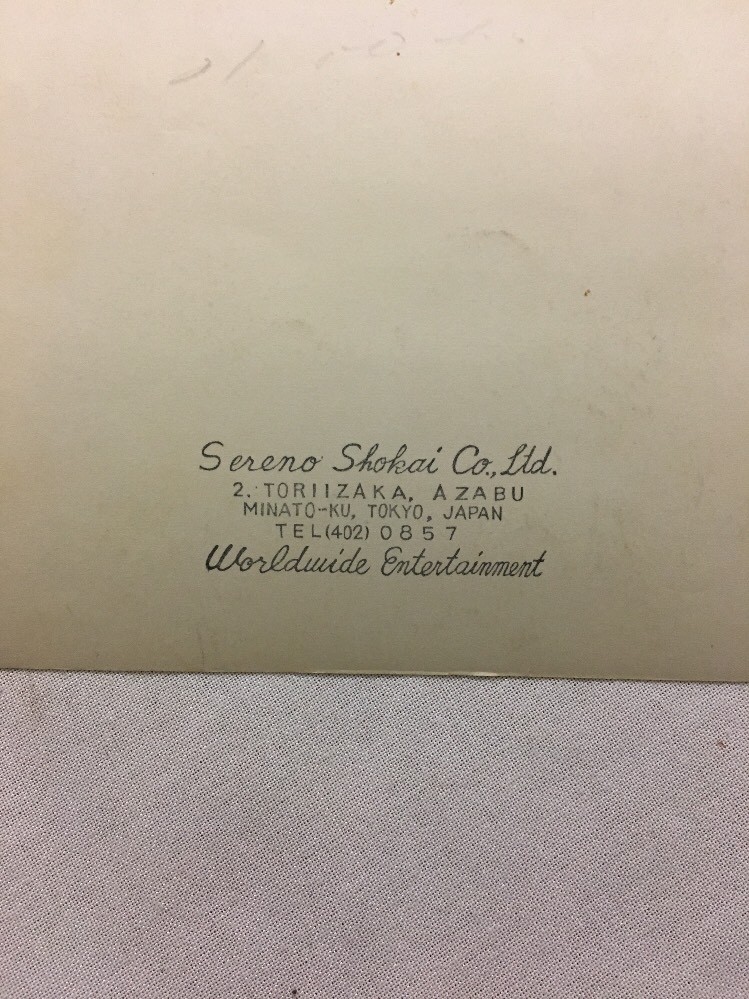 Sereno Shokai Co., Ltd.
2. TORIIZAKA, AZABU
MINATO-KU, TOKYO, JAPAN
TEL(402) 0857
Worldwide Entertainment